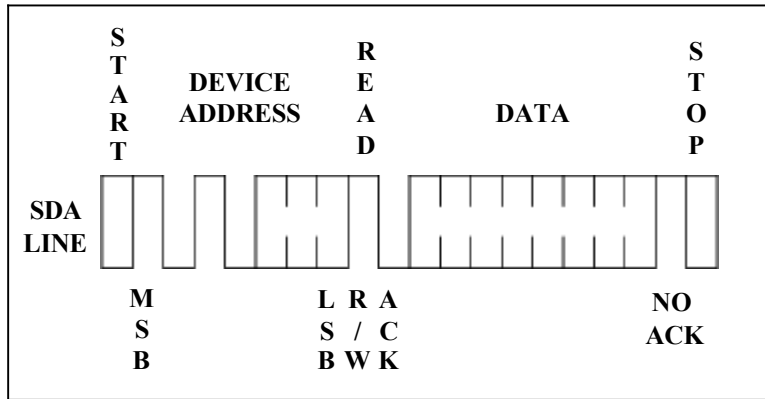 START
DEVICE
ADDRESS
READ
DATA
STOP
SDA
LINE
MSB
LSB
R/W
ACK
NO
ACK